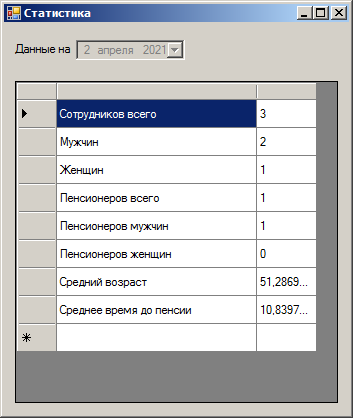 Статистика
Данные на 2 апреля 2021
Сотрудников всего 3
Мужчин 2
Женщин 1
Пенсионеров всего 1
Пенсионеров мужчин 1
Пенсионеров женщин 0
Средний возраст 51,2869...
Среднее время до пенсии 10,8397...